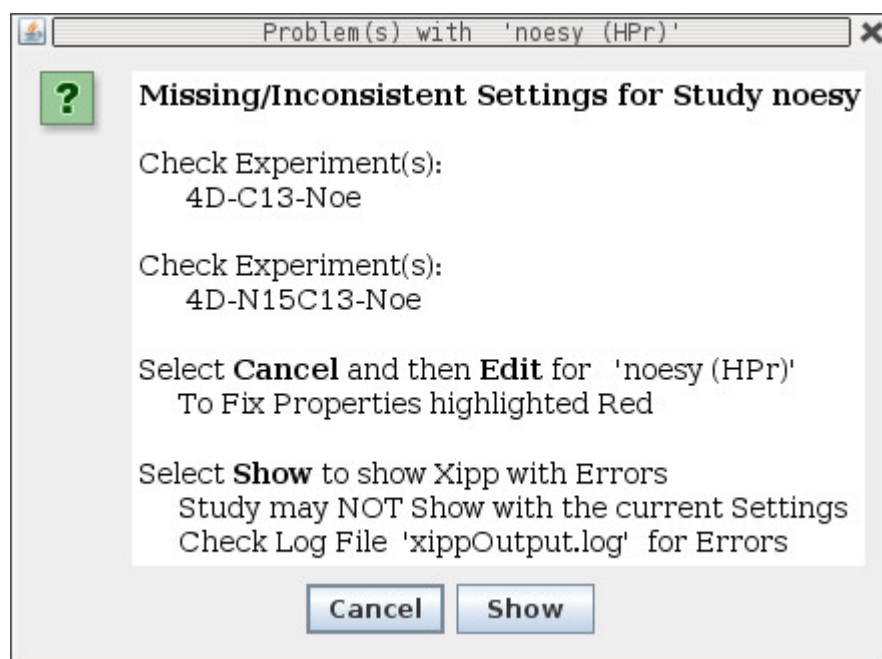 Problem(s) with 'noesy (HPr)'
?
Missing/Inconsistent Settings for Study noesy
Check Experiment(s):
4D-C13-Noe
Check Experiment(s):
4D-N15C13-Noe
Select Cancel and then Edit for 'noesy (HPr)'
To Fix Properties highlighted Red
Select Show to show Xipp with Errors
Study may NOT Show with the current Settings
Check Log File 'xippOutput.log' for Errors
Cancel Show